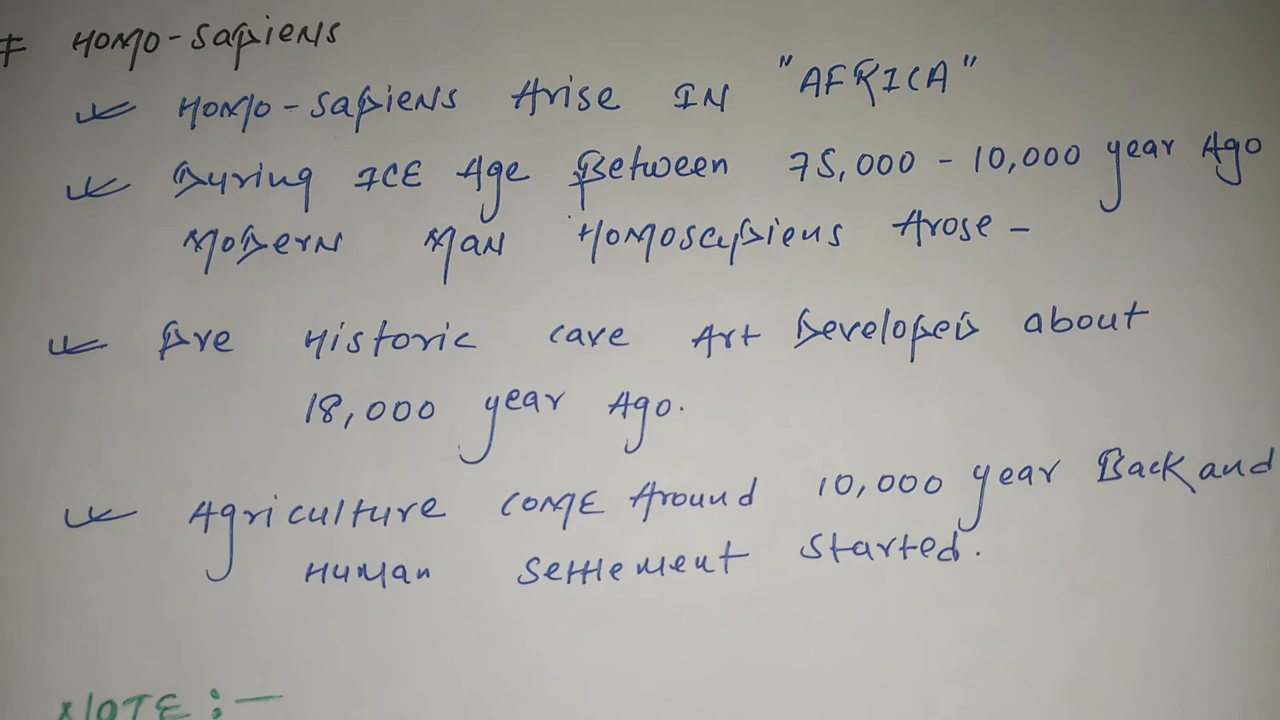 Homo-sapiens
Homo-sapiens Arise IN "AFRICA"
During ICE Age Between 75,000 - 10,000 year Ago
Modern Man Homosapiens Arose -
Pre Historic cave Art Developed about
18,000 year Ago.
Agriculture come Around 10,000 year Back and
Human Settlement Started.
NOTE :-